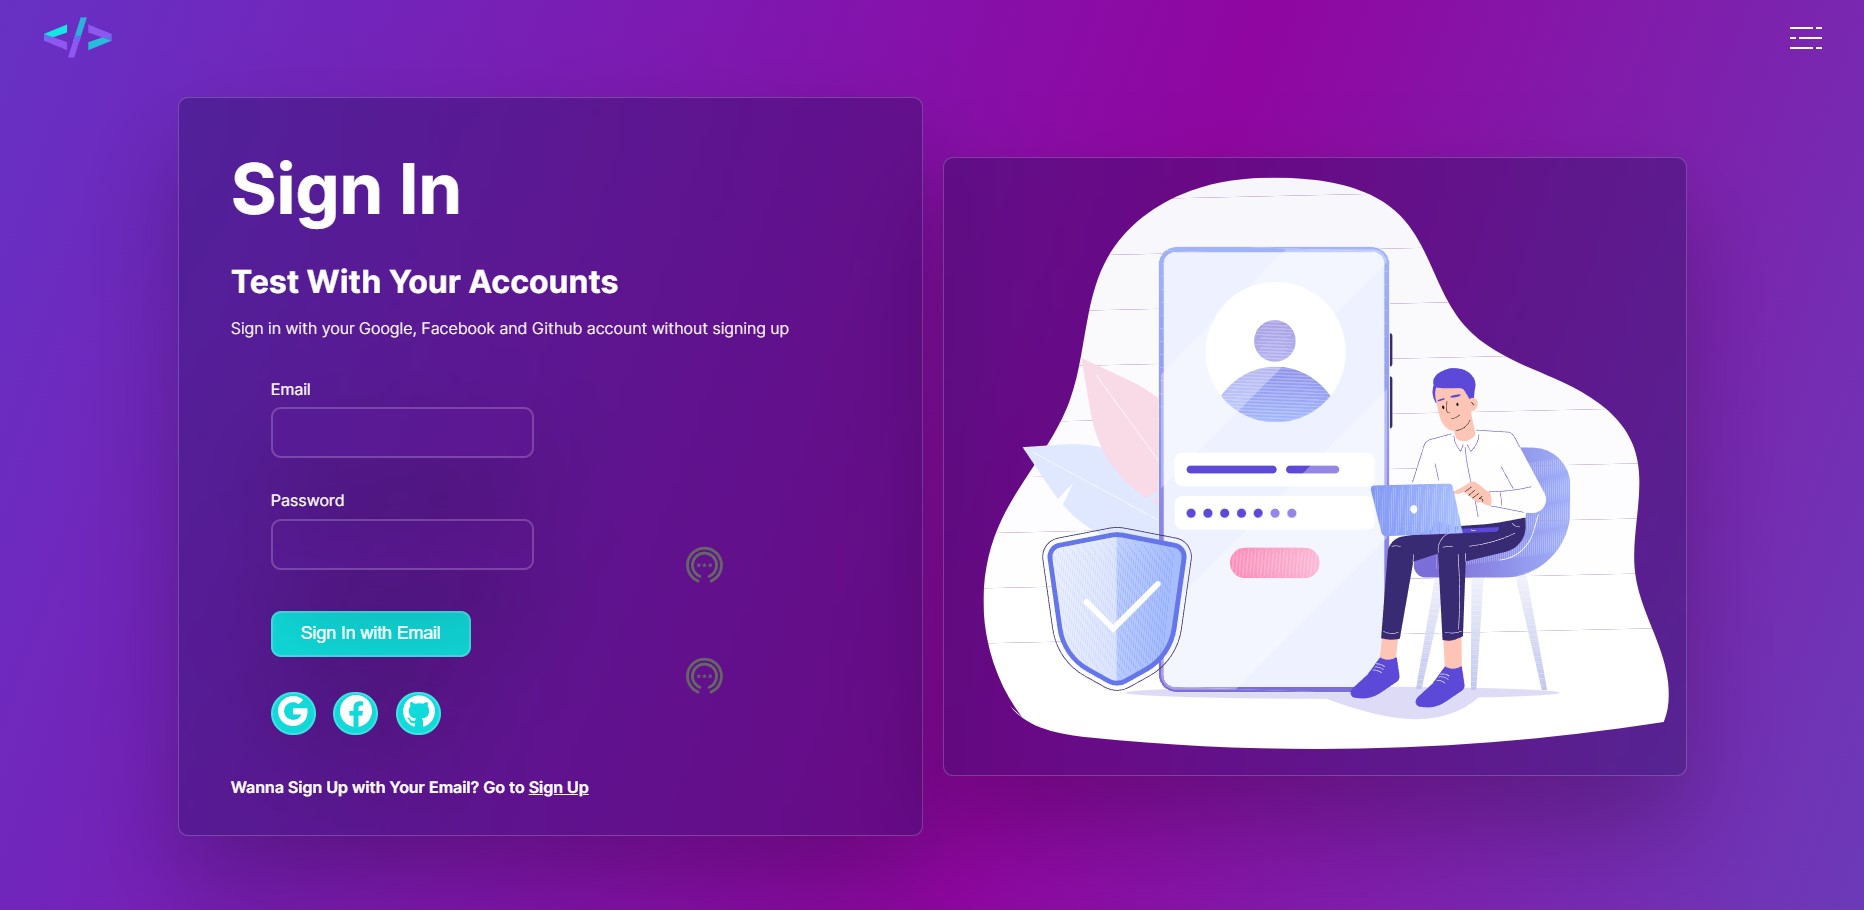 </>
Sign In
Test With Your Accounts
Sign in with your Google, Facebook and Github account without signing up
Email
Password
Sign In with Email
Wanna Sign Up with Your Email? Go to Sign Up